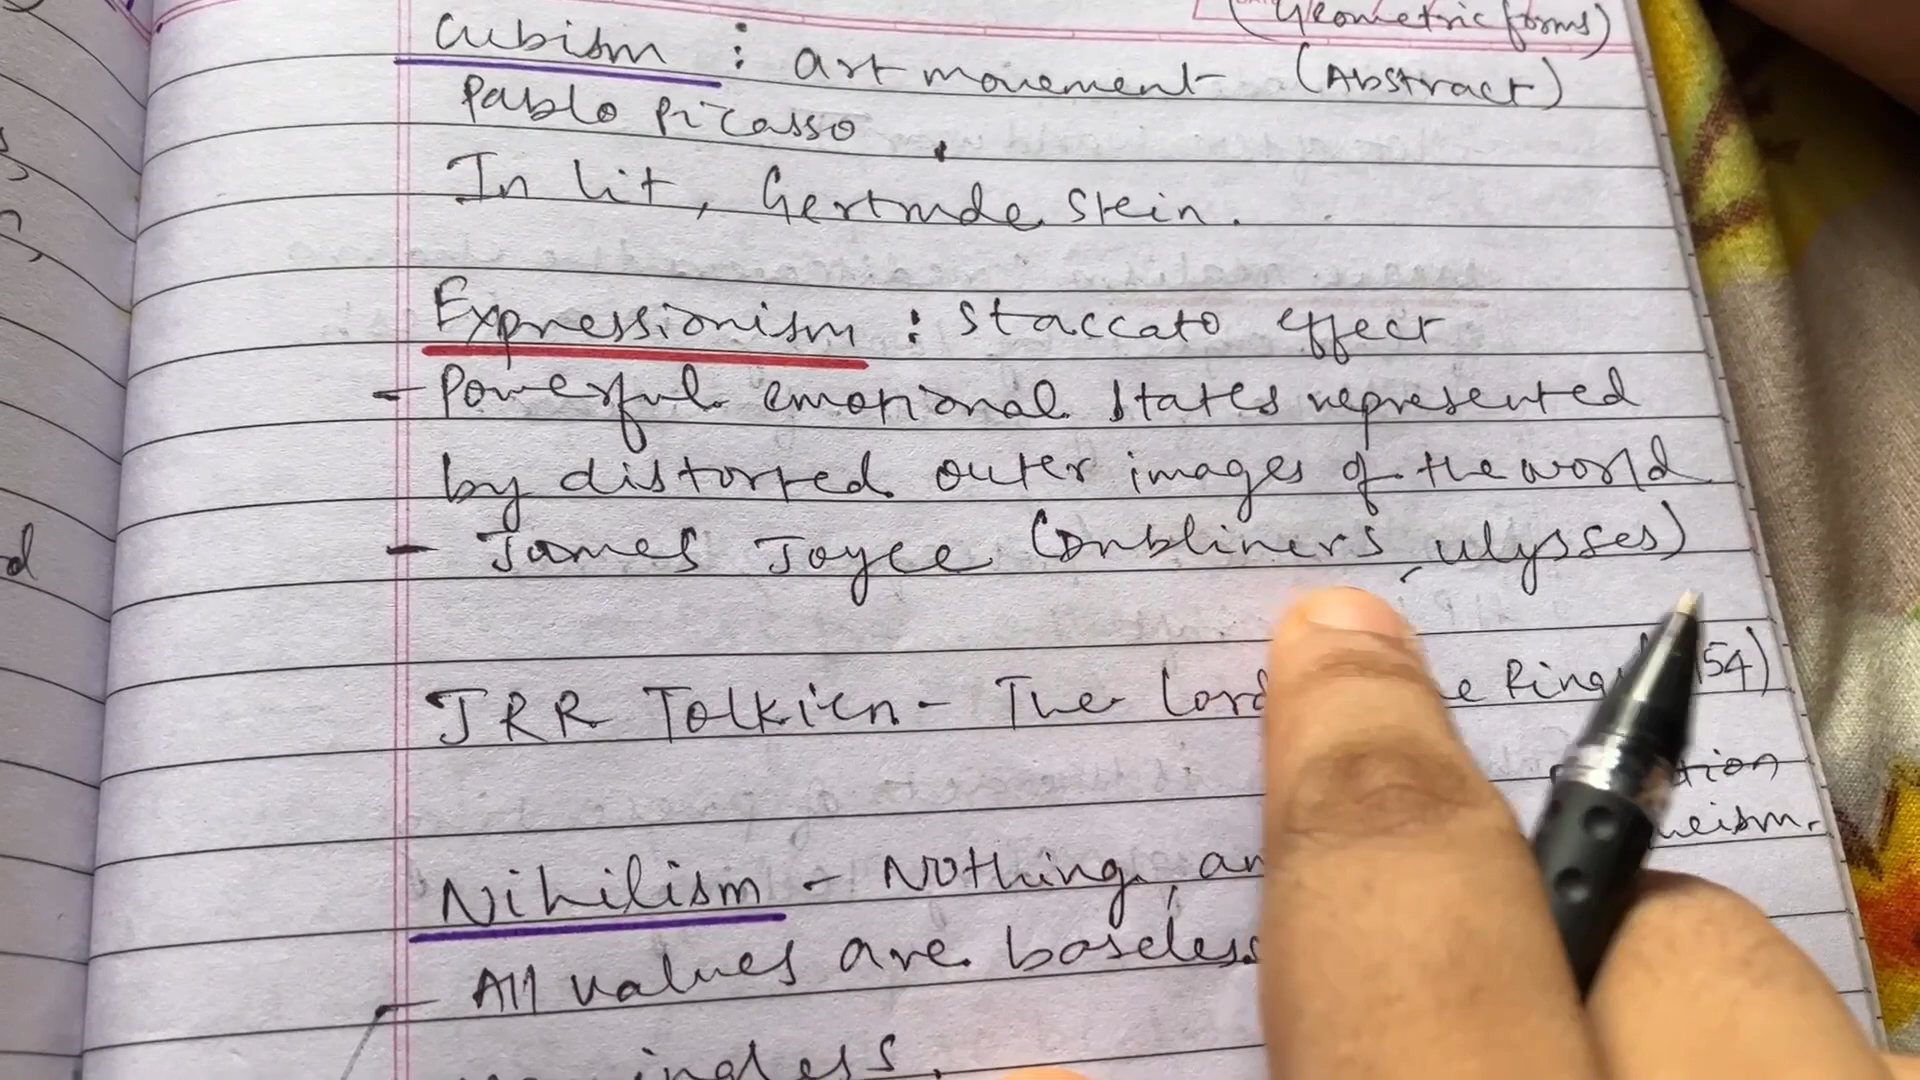 (Geometric forms)
Cubism : art movement (Abstract)
Pablo Picasso
In lit, Gertrude Stein.
Expressionism : Staccato effect
- Powerful emotional states represented
by distorted outer images of the world
- James Joyce (Dubliners, Ulysses)
JRR Tolkien - The Lord Ring 54)
Nihilism - Nothing,
- All values are baseless